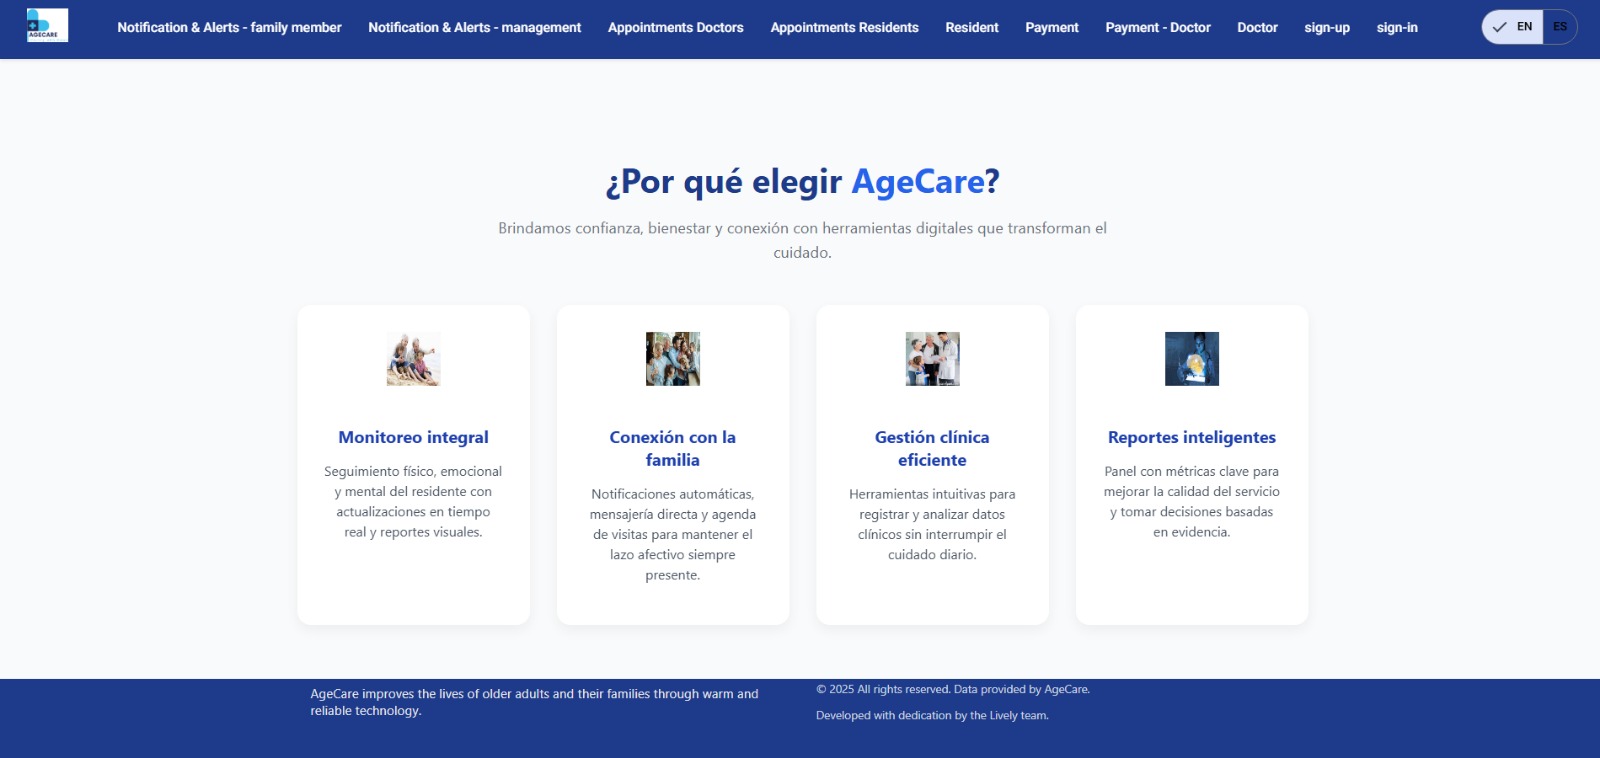 AGECARE
Notification & Alerts - family member
Notification & Alerts - management
Appointments Doctors
Appointments Residents
Resident
Payment
Payment - Doctor
Doctor
sign-up
sign-in
EN
ES
¿Por qué elegir AgeCare?
Brindamos confianza, bienestar y conexión con herramientas digitales que transforman el
cuidado.
Monitoreo integral
Seguimiento físico, emocional
y mental del residente con
actualizaciones en tiempo
real y reportes visuales.
Conexión con la
familia
Notificaciones automáticas,
mensajería directa y agenda
de visitas para mantener el
lazo afectivo siempre
presente.
Gestión clínica
eficiente
Herramientas intuitivas para
registrar y analizar datos
clínicos sin interrumpir el
cuidado diario.
Reportes inteligentes
Panel con métricas clave para
mejorar la calidad del servicio
y tomar decisiones basadas
en evidencia.
AgeCare improves the lives of older adults and their families through warm and
reliable technology.
© 2025 All rights reserved. Data provided by AgeCare.
Developed with dedication by the Lively team.